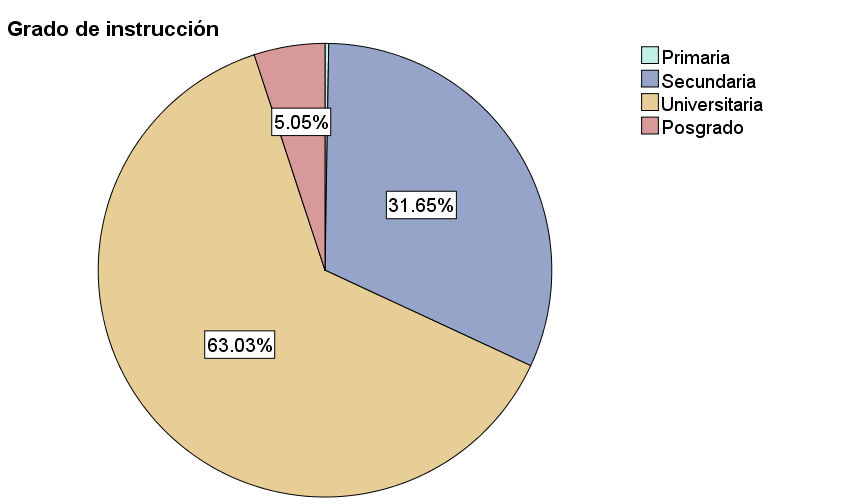 Grado de instrucción
Primaria
Secundaria
Universitaria
Posgrado
5.05%
31.65%
63.03%